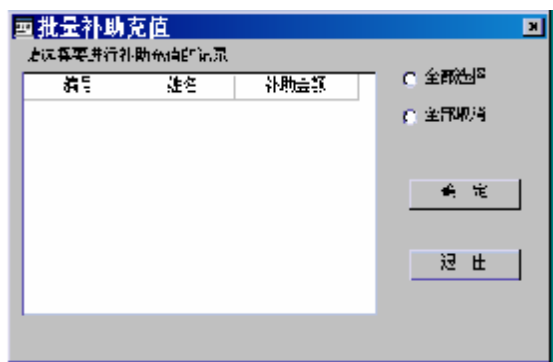 批量补助充值
请选择要进行补助充值的记录
编号 姓名 补助金额
全部选择
全部取消
确 定
退 出